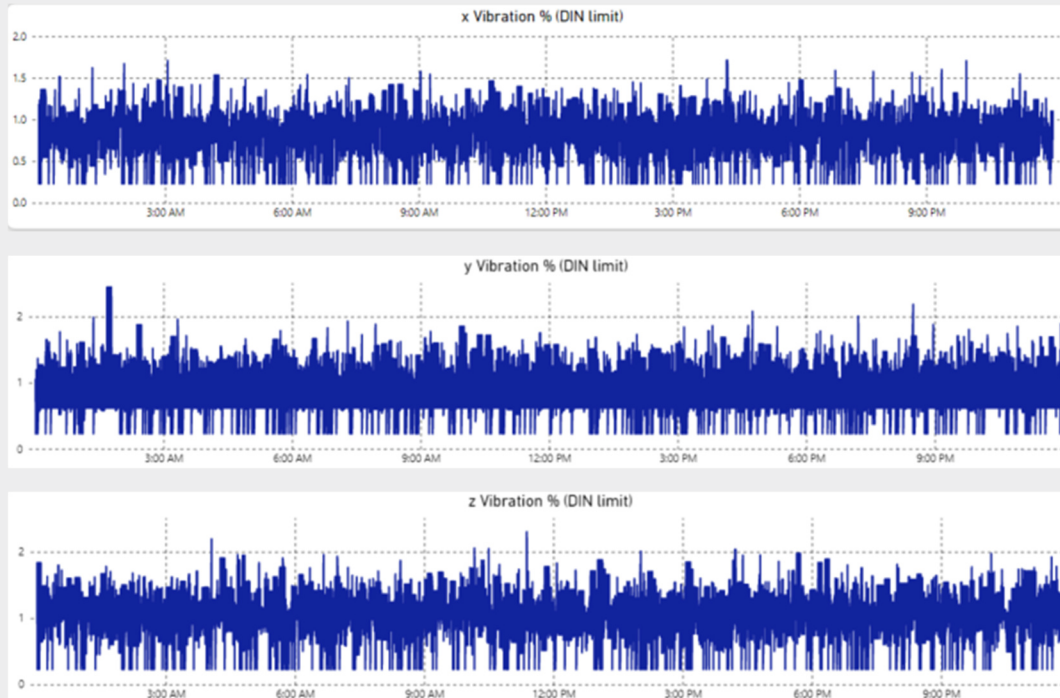 x Vibration % (DIN limit)
2.0
1.5
1.0
0.5
0.0
3:00 AM 6:00 AM 9:00 AM 12:00 PM 3:00 PM 6:00 PM 9:00 PM
y Vibration % (DIN limit)
2
1
0
3:00 AM 6:00 AM 9:00 AM 12:00 PM 3:00 PM 6:00 PM 9:00 PM
z Vibration % (DIN limit)
2
1
0
3:00 AM 6:00 AM 9:00 AM 12:00 PM 3:00 PM 6:00 PM 9:00 PM